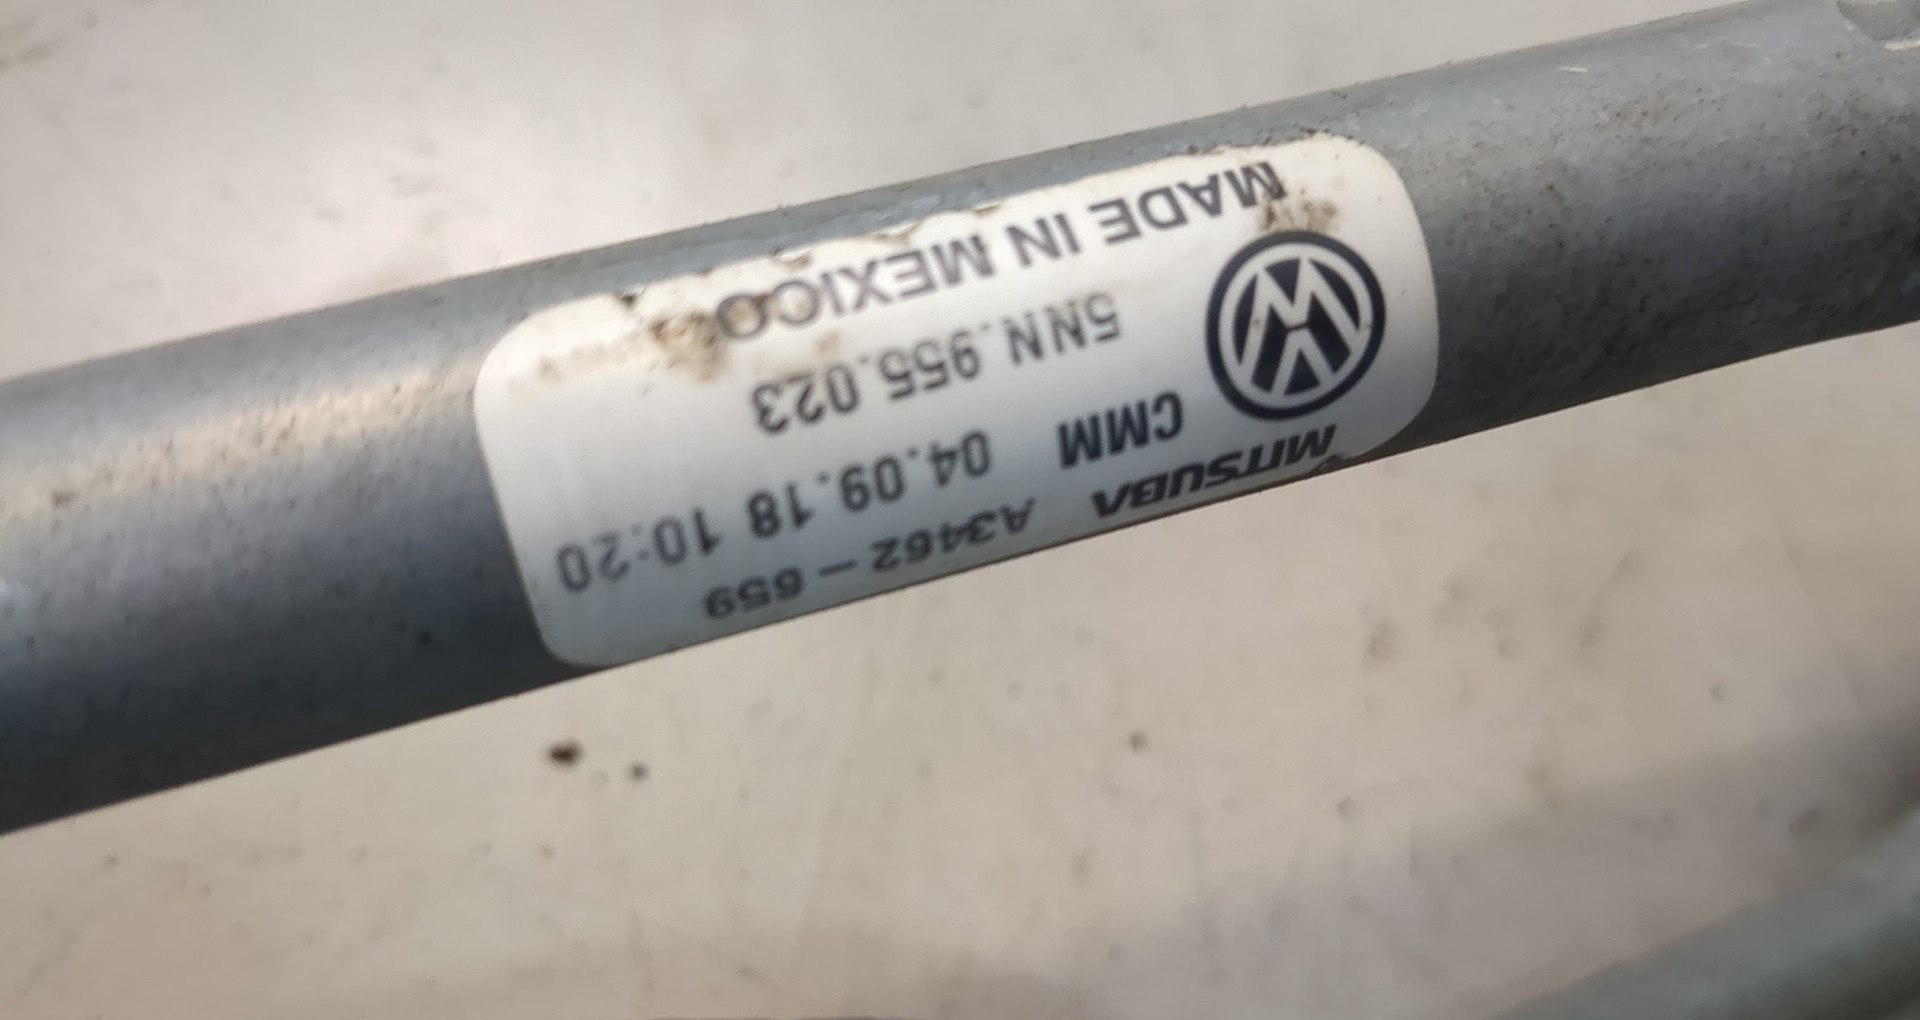 MITSUBA A3462-659
CMM 04.09.18 10:20
5NN.955.023
MADE IN MEXICO